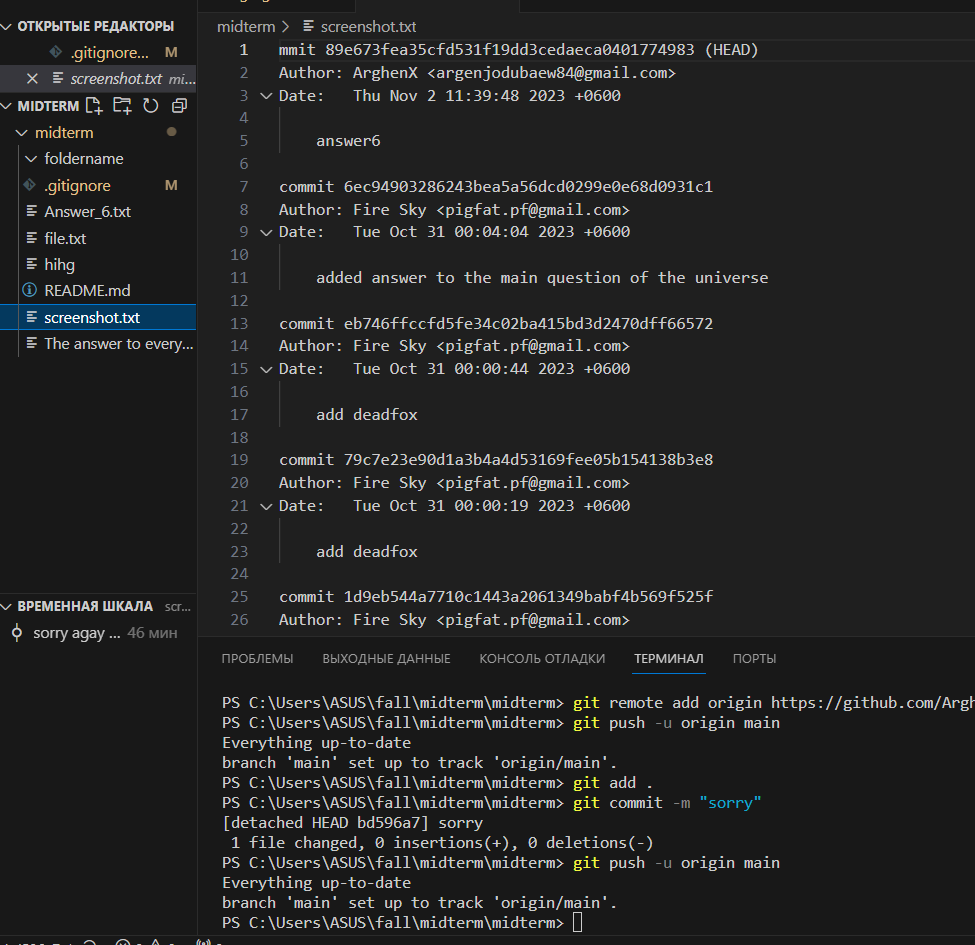 ОТКРЫТЫЕ РЕДАКТОРЫ
.gitignore... M
screenshot.txt mi...
MIDTERM
midterm
foldername
.gitignore M
Answer_6.txt
file.txt
hihg
README.md
screenshot.txt
The answer to every...
ВРЕМЕННАЯ ШКАЛА scr...
sorry agay ... 46 мин
midterm > screenshot.txt
1 mmit 89e673fea35cfd531f19dd3cedaeca0401774983 (HEAD)
2 Author: ArghenX <argenjodubaew84@gmail.com>
3 Date:   Thu Nov 2 11:39:48 2023 +0600
4
5     answer6
6
7 commit 6ec94903286243bea5a56dcd0299e0e68d0931c1
8 Author: Fire Sky <pigfat.pf@gmail.com>
9 Date:   Tue Oct 31 00:04:04 2023 +0600
10
11     added answer to the main question of the universe
12
13 commit eb746ffccfd5fe34c02ba415bd3d2470dff66572
14 Author: Fire Sky <pigfat.pf@gmail.com>
15 Date:   Tue Oct 31 00:00:44 2023 +0600
16
17     add deadfox
18
19 commit 79c7e23e90d1a3b4a4d53169fee05b154138b3e8
20 Author: Fire Sky <pigfat.pf@gmail.com>
21 Date:   Tue Oct 31 00:00:19 2023 +0600
22
23     add deadfox
24
25 commit 1d9eb544a7710c1443a2061349babf4b569f525f
26 Author: Fire Sky <pigfat.pf@gmail.com>
ПРОБЛЕМЫ ВЫХОДНЫЕ ДАННЫЕ КОНСОЛЬ ОТЛАДКИ ТЕРМИНАЛ ПОРТЫ
PS C:\Users\ASUS\fall\midterm\midterm> git remote add origin https://github.com/Argh
PS C:\Users\ASUS\fall\midterm\midterm> git push -u origin main
Everything up-to-date
branch 'main' set up to track 'origin/main'.
PS C:\Users\ASUS\fall\midterm\midterm> git add .
PS C:\Users\ASUS\fall\midterm\midterm> git commit -m "sorry"
[detached HEAD bd596a7] sorry
 1 file changed, 0 insertions(+), 0 deletions(-)
PS C:\Users\ASUS\fall\midterm\midterm> git push -u origin main
Everything up-to-date
branch 'main' set up to track 'origin/main'.
PS C:\Users\ASUS\fall\midterm\midterm>